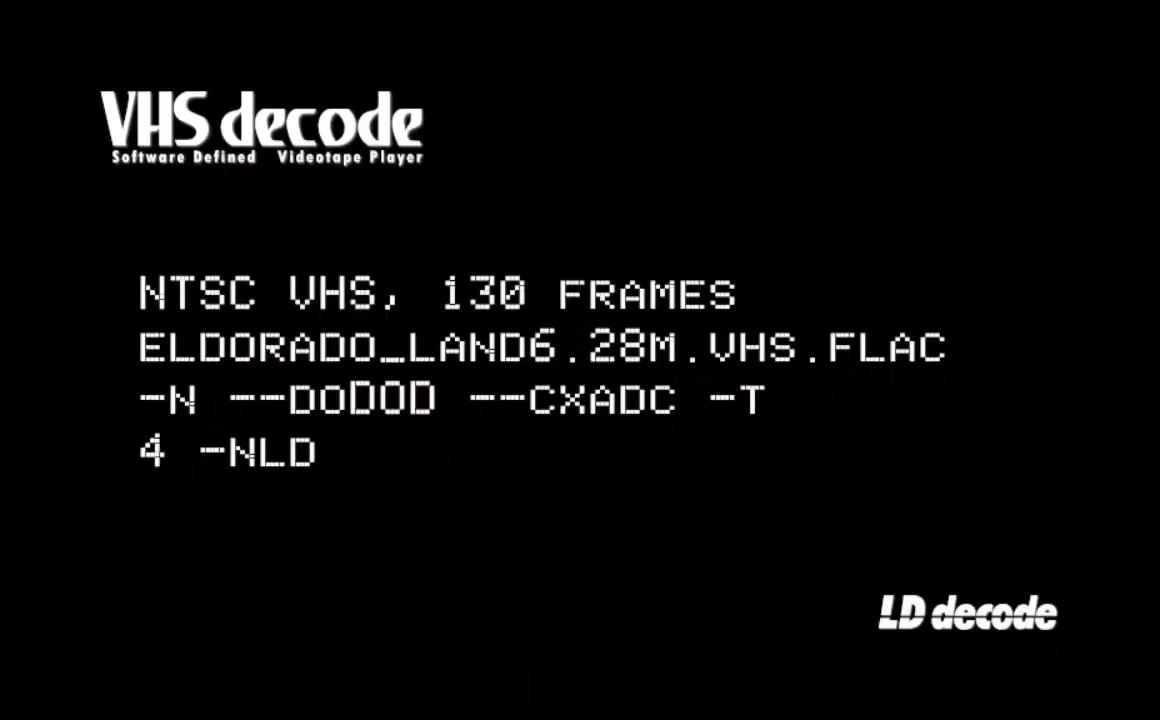 VHS decode
Software Defined Videotape Player
NTSC VHS, 130 FRAMES
ELDORADO_LAND6.28M.VHS.FLAC
-N --DODOD --CXADC -T
4 -NLD
LD decode